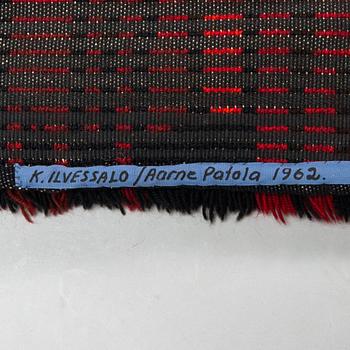 K. ILVESSALO / Aarne Patola 1962.